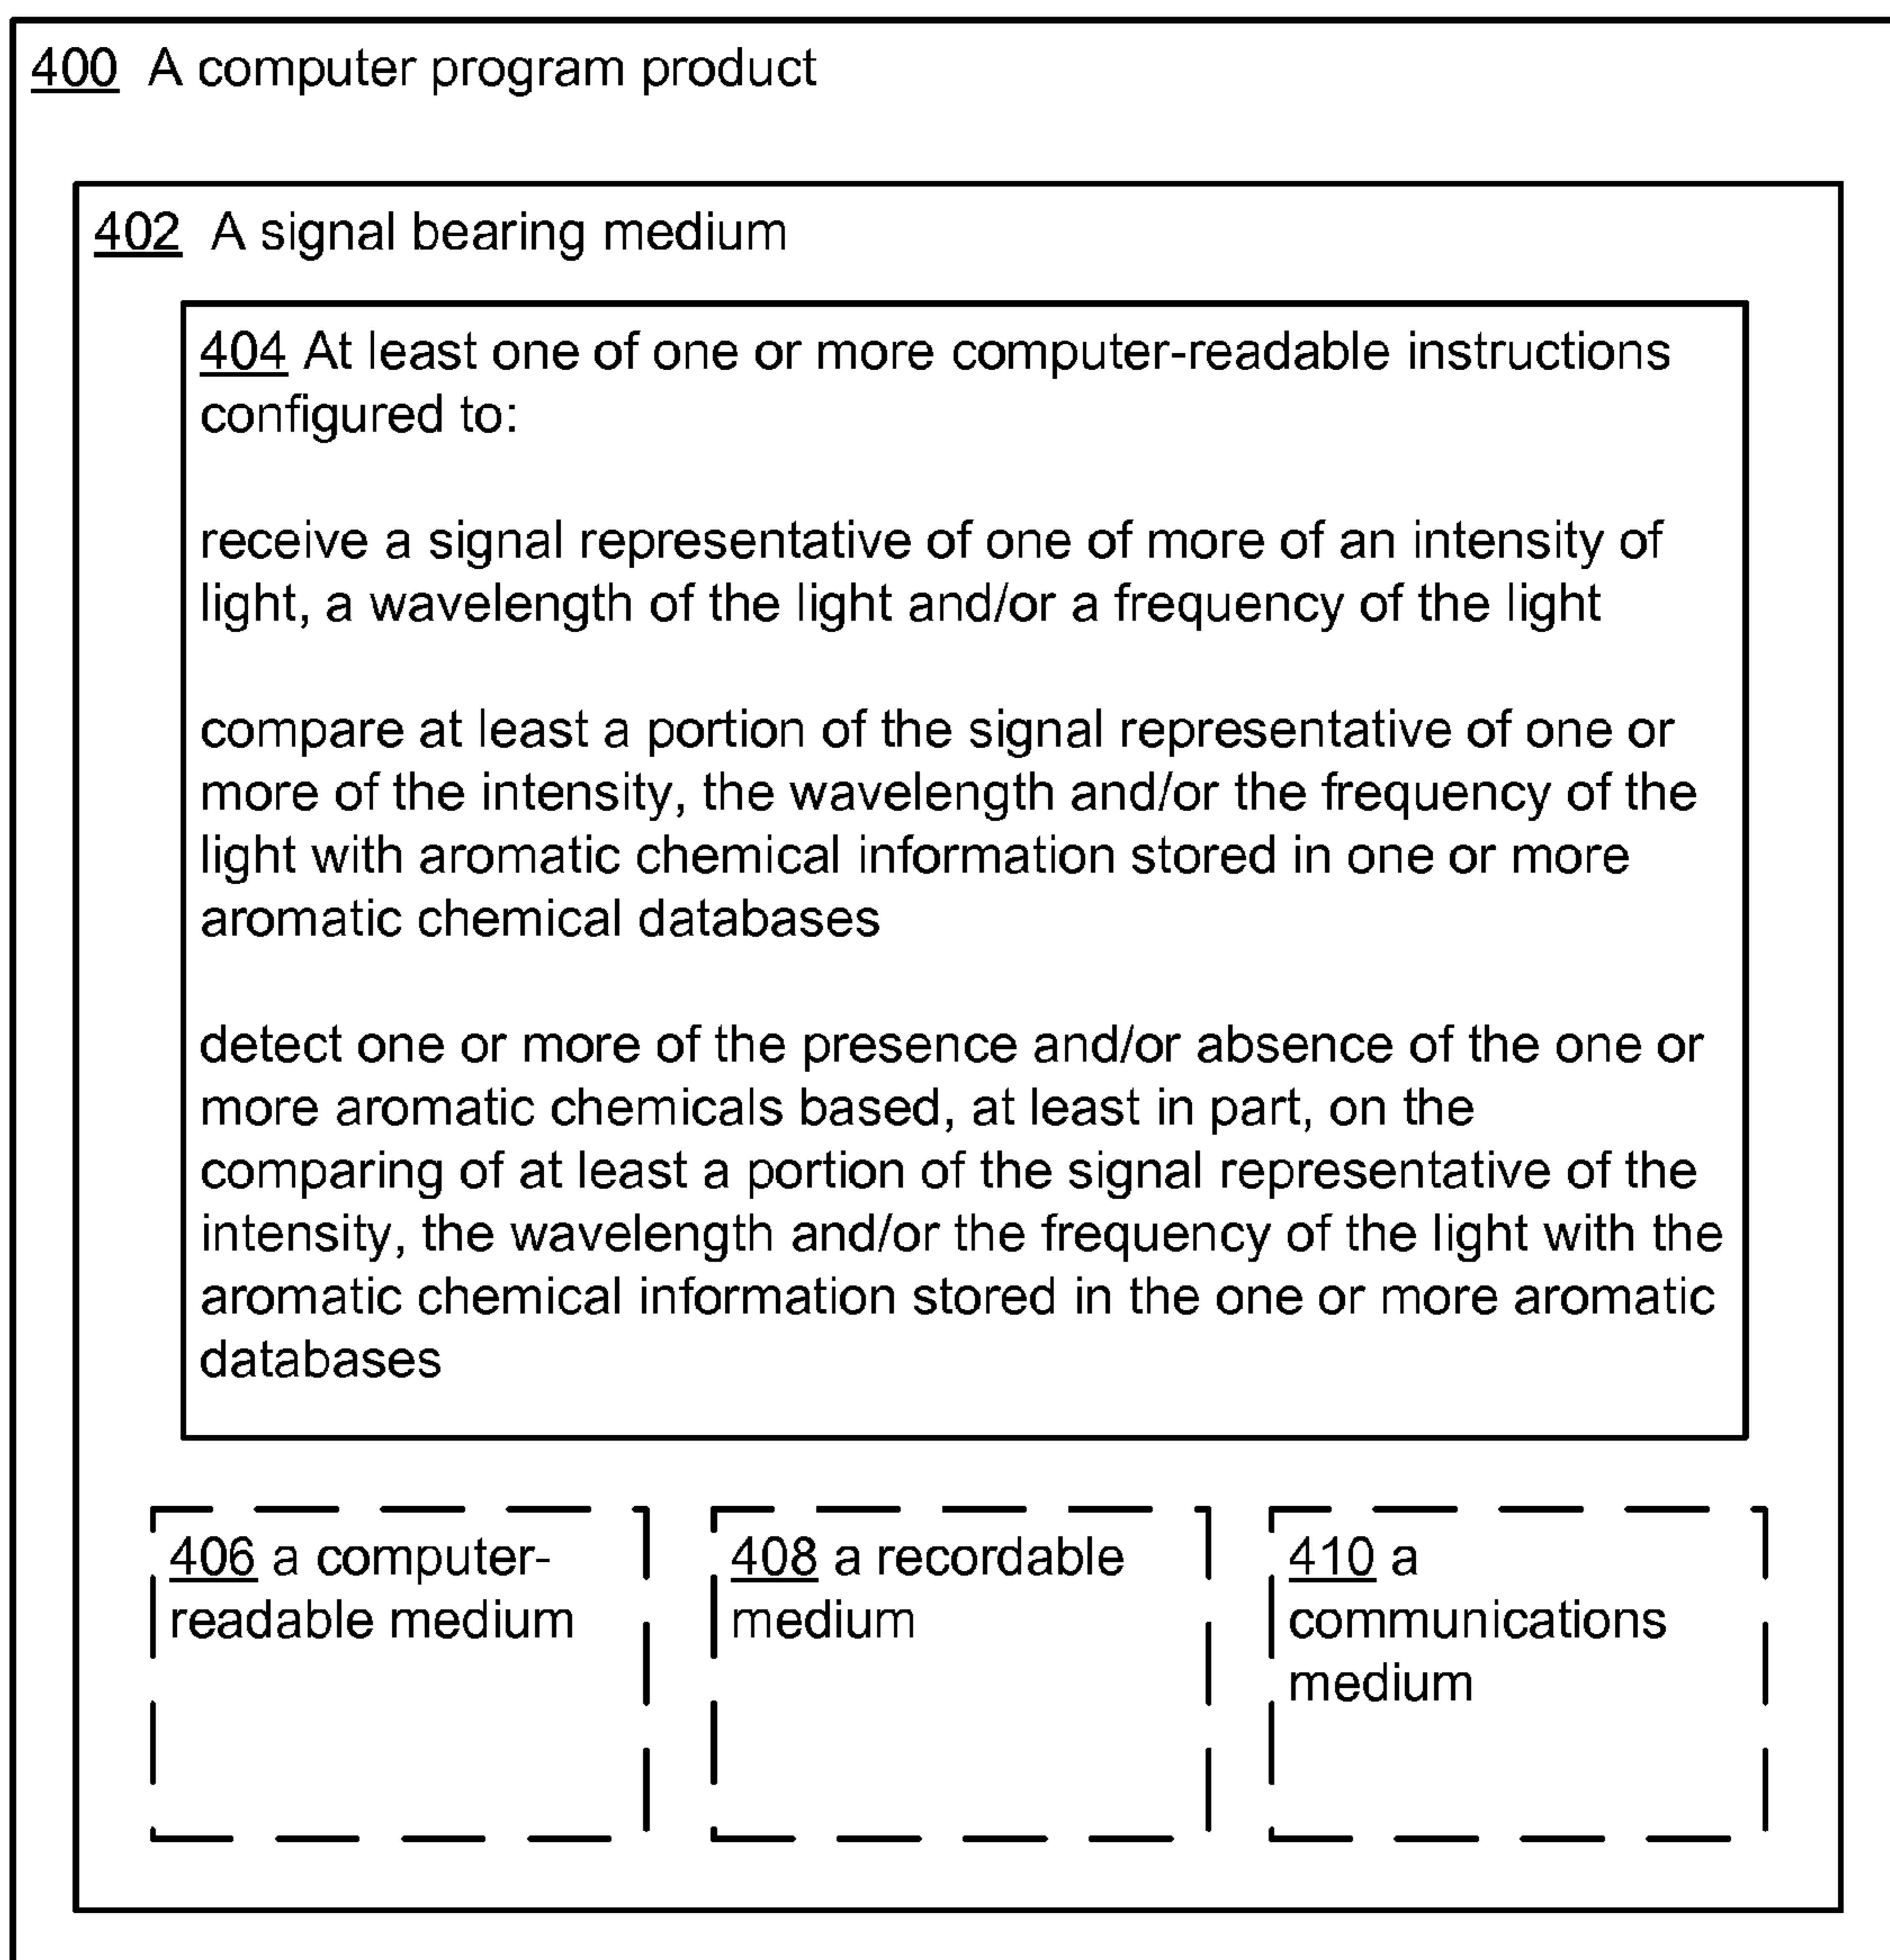 400 A computer program product
402 A signal bearing medium
404 At least one of one or more computer-readable instructions
configured to:
receive a signal representative of one of more of an intensity of
light, a wavelength of the light and/or a frequency of the light
compare at least a portion of the signal representative of one or
more of the intensity, the wavelength and/or the frequency of the
light with aromatic chemical information stored in one or more
aromatic chemical databases
detect one or more of the presence and/or absence of the one or
more aromatic chemicals based, at least in part, on the
comparing of at least a portion of the signal representative of the
intensity, the wavelength and/or the frequency of the light with the
aromatic chemical information stored in the one or more aromatic
databases
406 a computer-
readable medium
408 a recordable
medium
410 a
communications
medium